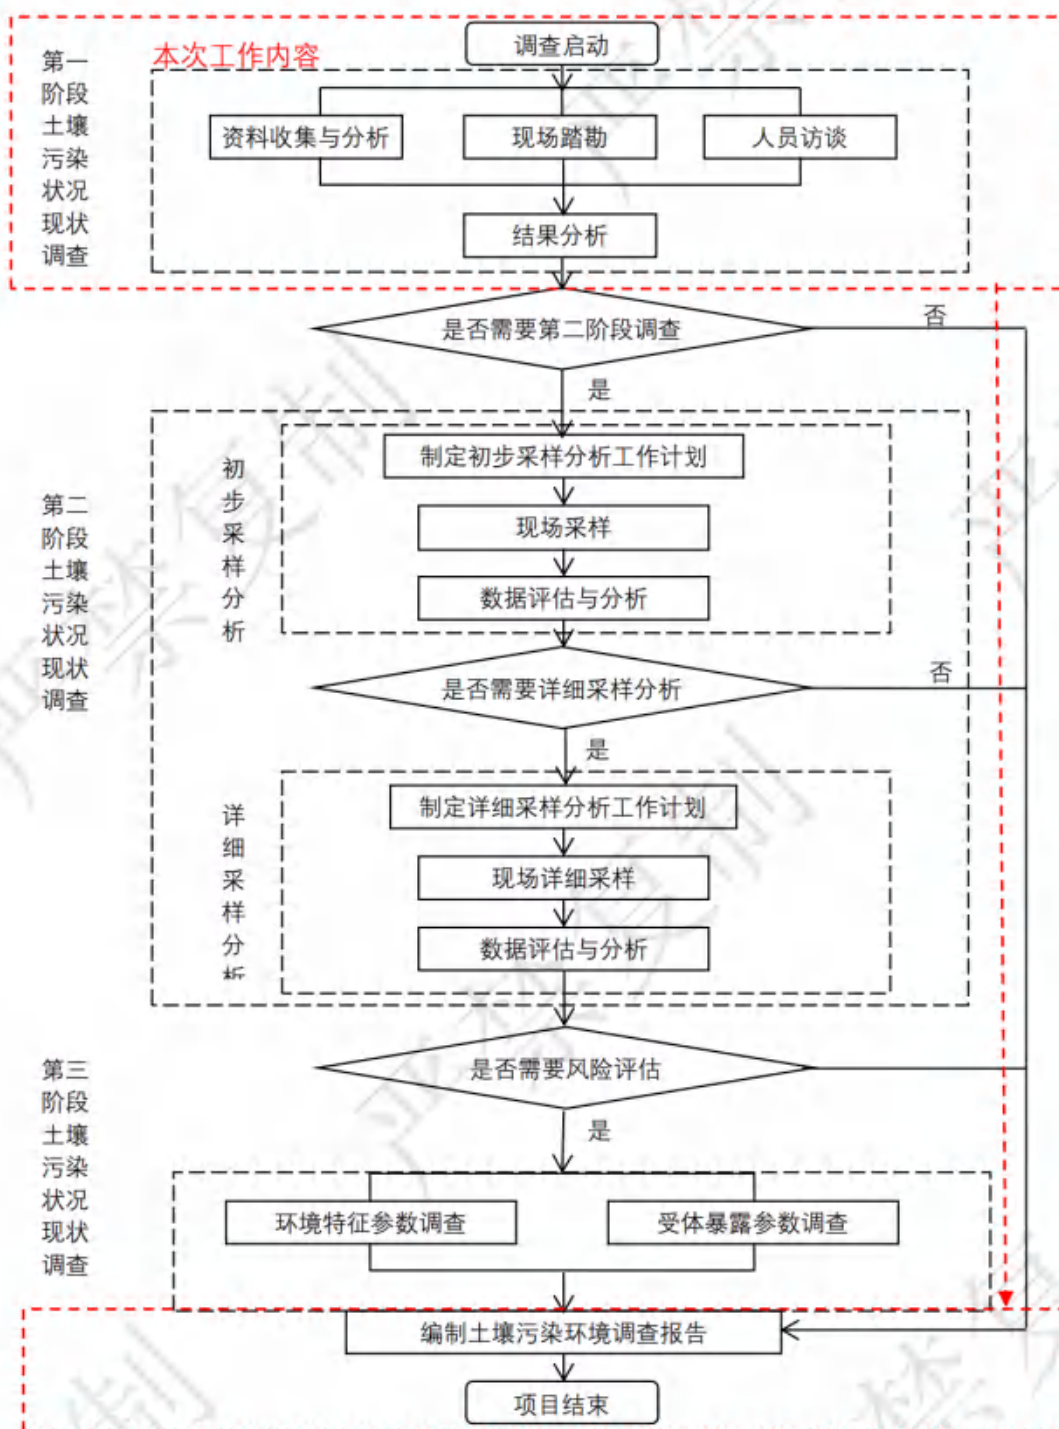 调查启动
本次工作内容
第一
阶段
土壤
污染
状况
现状
调查
资料收集与分析
现场踏勘
人员访谈
结果分析
是否需要第二阶段调查
否
是
第二
阶段
土壤
污染
状况
现状
调查
初
步
采
样
分
析
制定初步采样分析工作计划
现场采样
数据评估与分析
是否需要详细采样分析
否
是
详
细
采
样
分
析
制定详细采样分析工作计划
现场详细采样
数据评估与分析
是否需要风险评估
是
第三
阶段
土壤
污染
状况
现状
调查
环境特征参数调查
受体暴露参数调查
编制土壤污染环境调查报告
项目结束
严禁复制
严禁复制